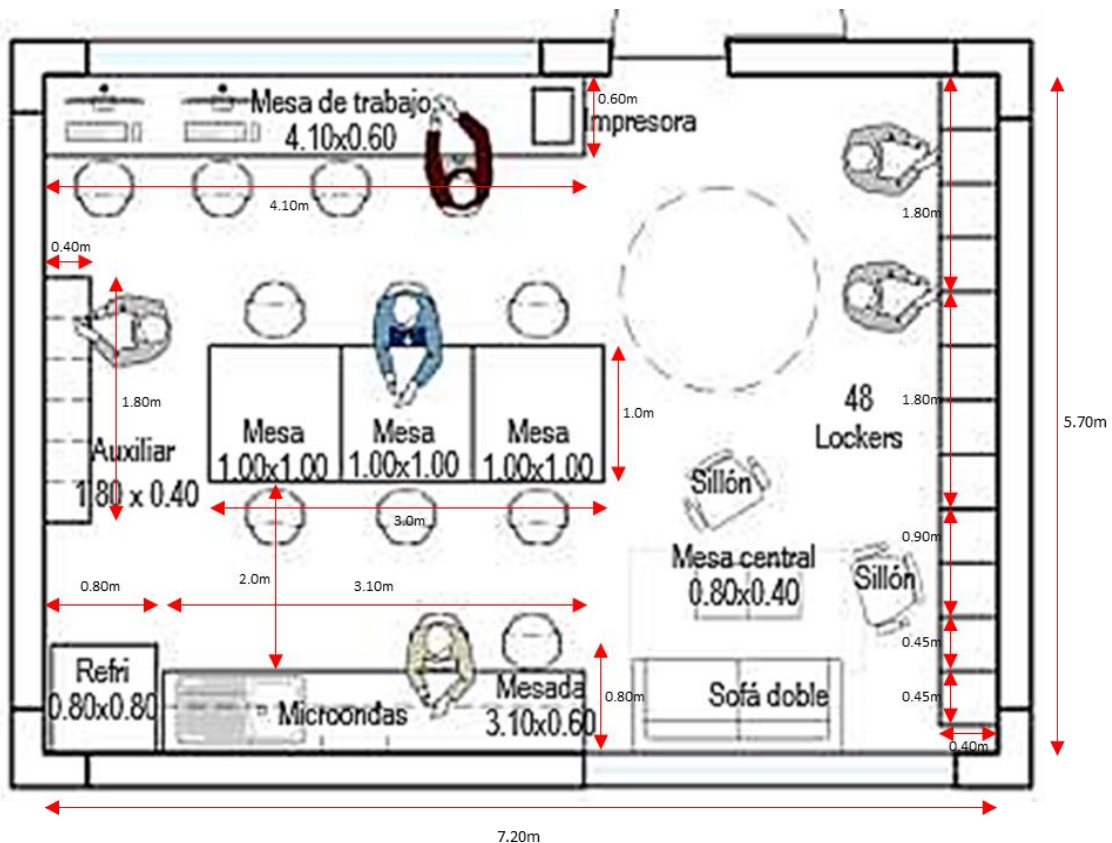 Mesa de trabajo
4.10x0.60
0.60m
Impresora
4.10m
1.80m
0.40m
1.80m
Auxiliar
1.80 x 0.40
Mesa
1.00x1.00
Mesa
1.00x1.00
Mesa
1.00x1.00
1.0m
48
Lockers
1.80m
5.70m
Sillón
3.0m
0.90m
2.0m
0.80m
3.10m
Mesa central
0.80x0.40
Sillón
0.45m
Refri
0.80x0.80
Microondas
Mesada
3.10x0.60
0.80m
Sofá doble
0.45m
0.40m
7.20m